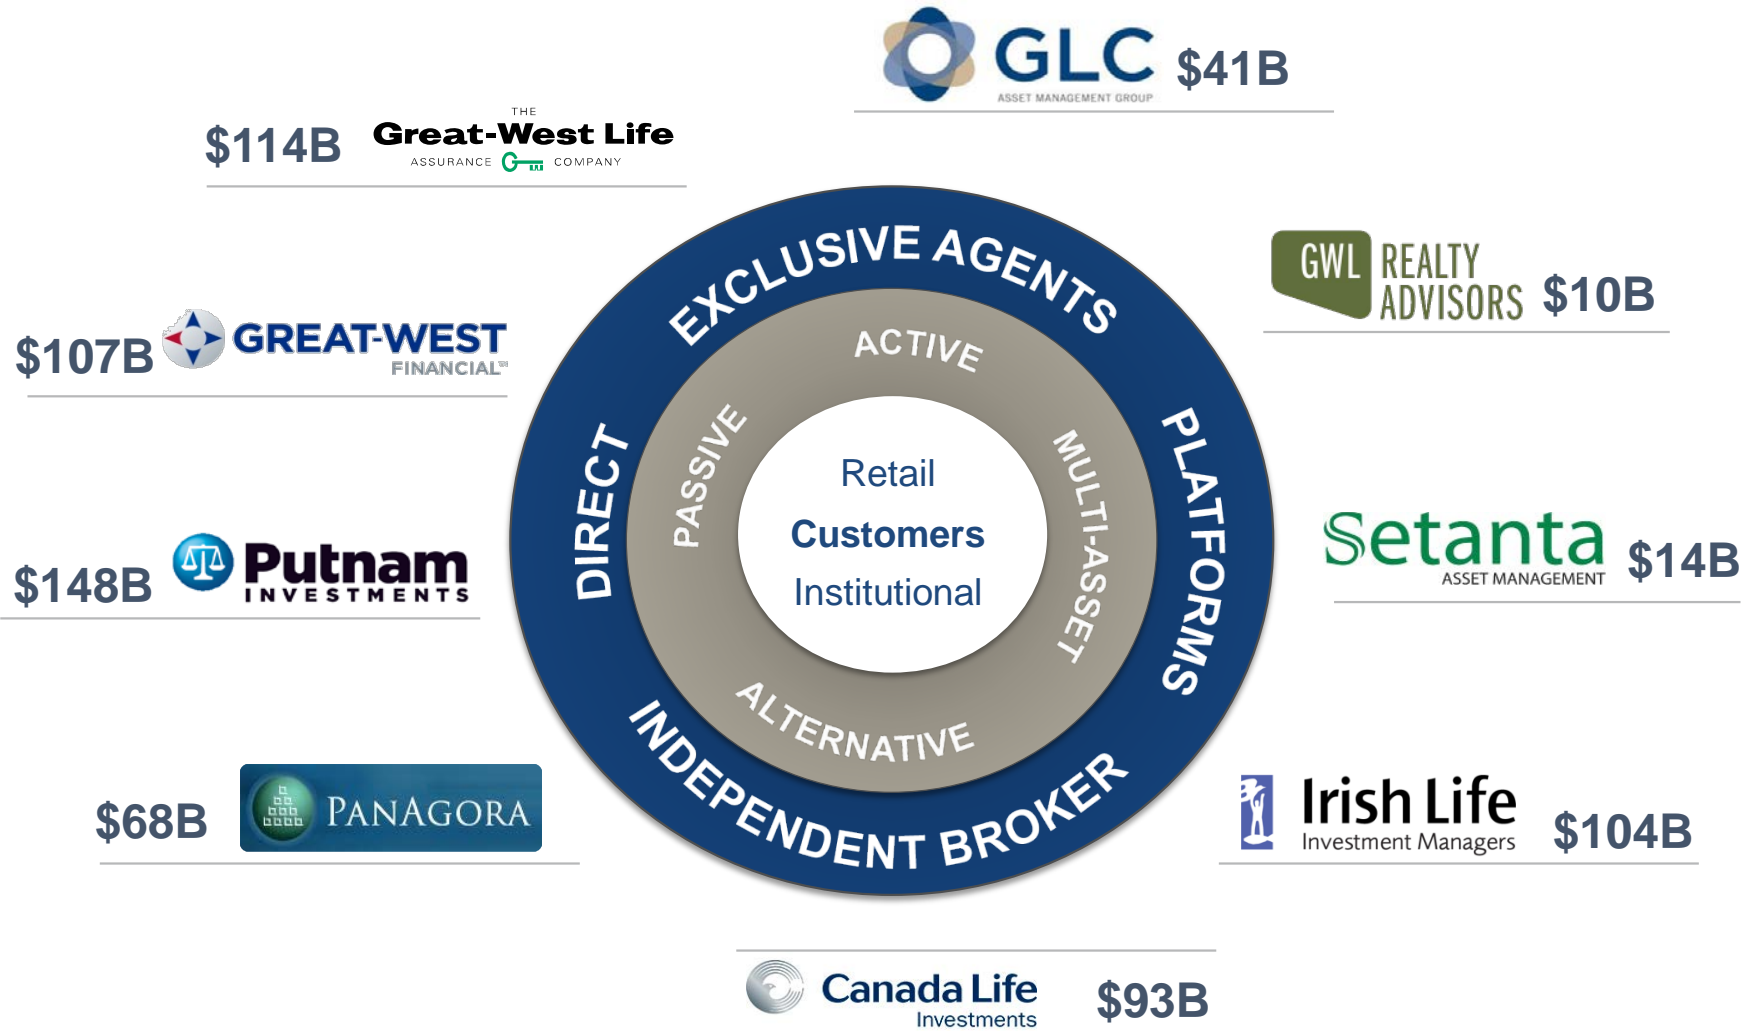 GLC
ASSET MANAGEMENT GROUP
$41B
$114B
THE
Great-West Life
ASSURANCE COMPANY
GWL REALTY
ADVISORS
$10B
$107B
GREAT-WEST
FINANCIAL™
EXCLUSIVE AGENTS
PLATFORMS
INDEPENDENT BROKER
DIRECT
ACTIVE
MULTI-ASSET
ALTERNATIVE
PASSIVE
Retail
Customers
Institutional
$148B
Putnam
INVESTMENTS
Setanta
ASSET MANAGEMENT
$14B
$68B
PANAGORA
Irish Life
Investment Managers
$104B
Canada Life
Investments
$93B